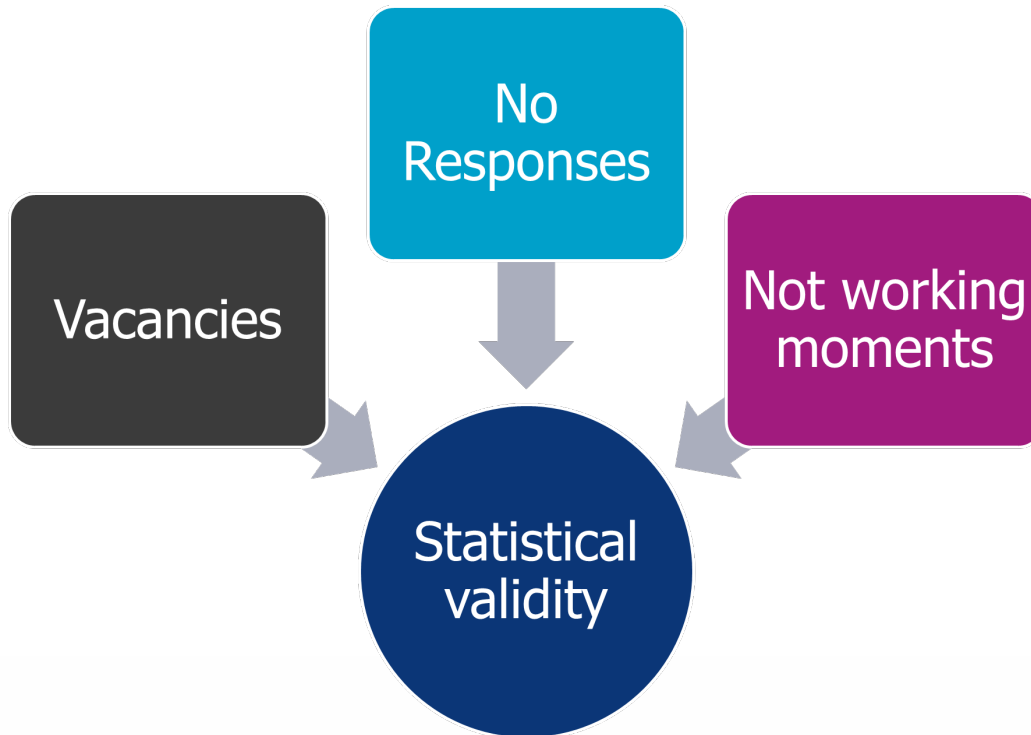 No
Responses
Vacancies
Not working
moments
Statistical
validity